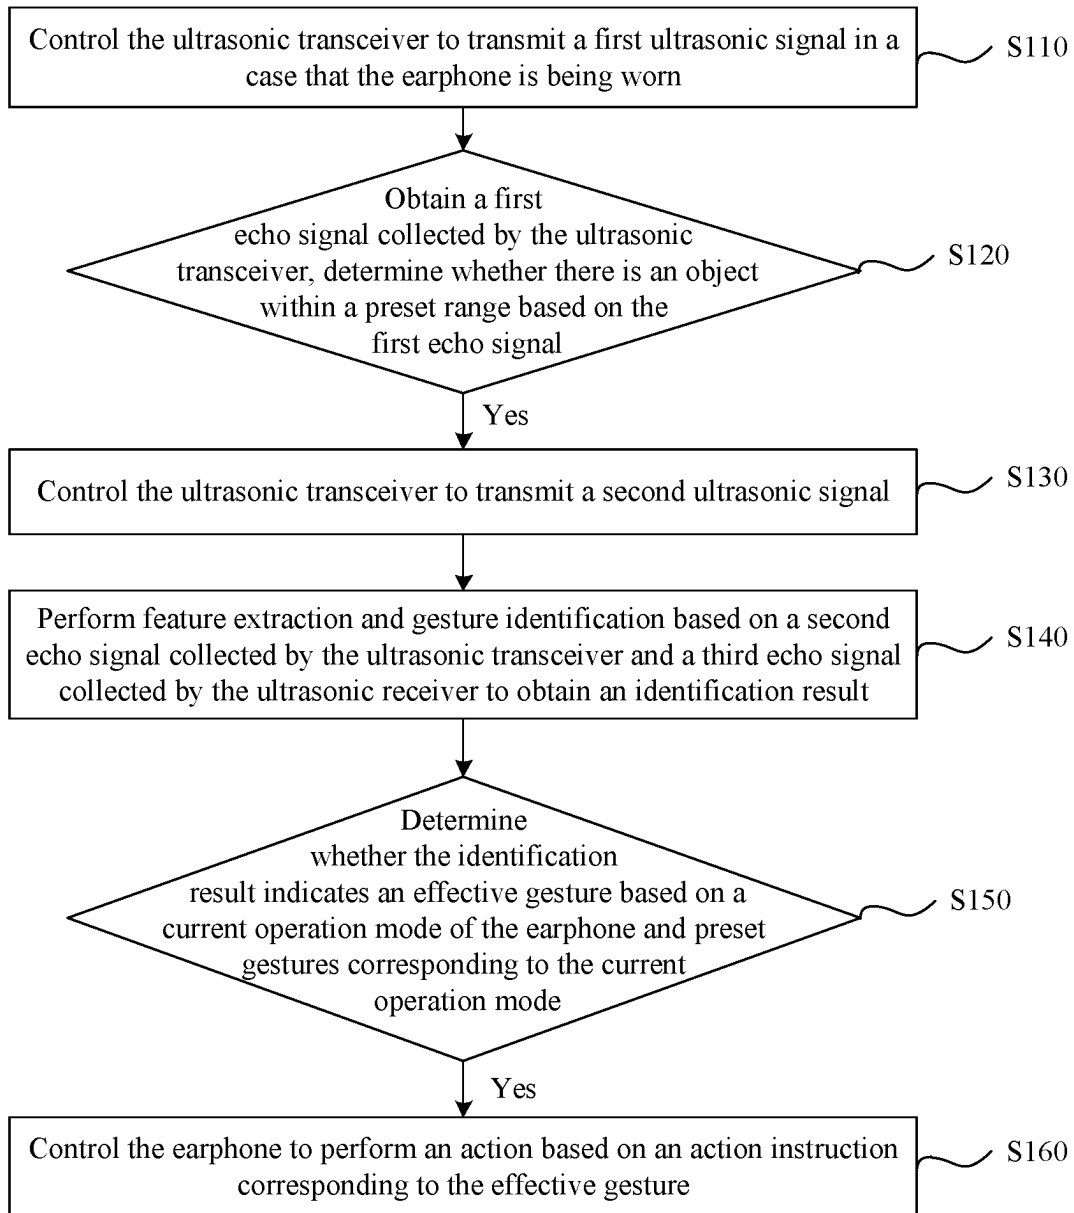 Control the ultrasonic transceiver to transmit a first ultrasonic signal in a
case that the earphone is being worn
S110
Obtain a first
echo signal collected by the ultrasonic
transceiver, determine whether there is an object
within a preset range based on the
first echo signal
S120
Yes
Control the ultrasonic transceiver to transmit a second ultrasonic signal
S130
Perform feature extraction and gesture identification based on a second
echo signal collected by the ultrasonic transceiver and a third echo signal
collected by the ultrasonic receiver to obtain an identification result
S140
Determine
whether the identification
result indicates an effective gesture based on a
current operation mode of the earphone and preset
gestures corresponding to the current
operation mode
S150
Yes
Control the earphone to perform an action based on an action instruction
corresponding to the effective gesture
S160